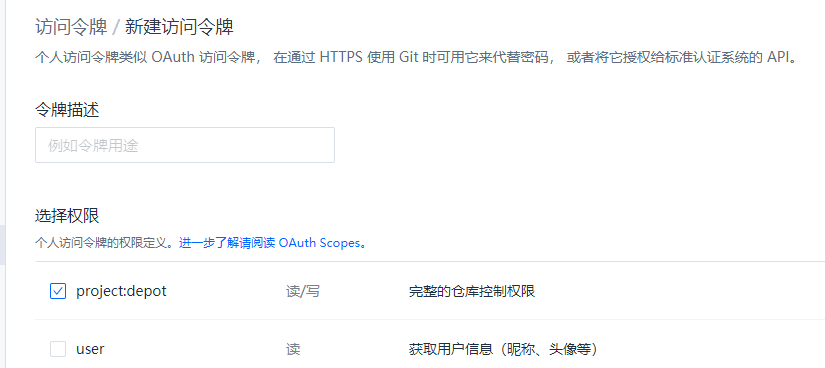 访问令牌 / 新建访问令牌
个人访问令牌类似 OAuth 访问令牌， 在通过 HTTPS 使用 Git 时可用它来代替密码， 或者将它授权给标准认证系统的 API。
令牌描述
例如令牌用途
选择权限
个人访问令牌的权限定义。进一步了解请阅读 OAuth Scopes。
project:depot 读/写 完整的仓库控制权限
user 读 获取用户信息（昵称、头像等）